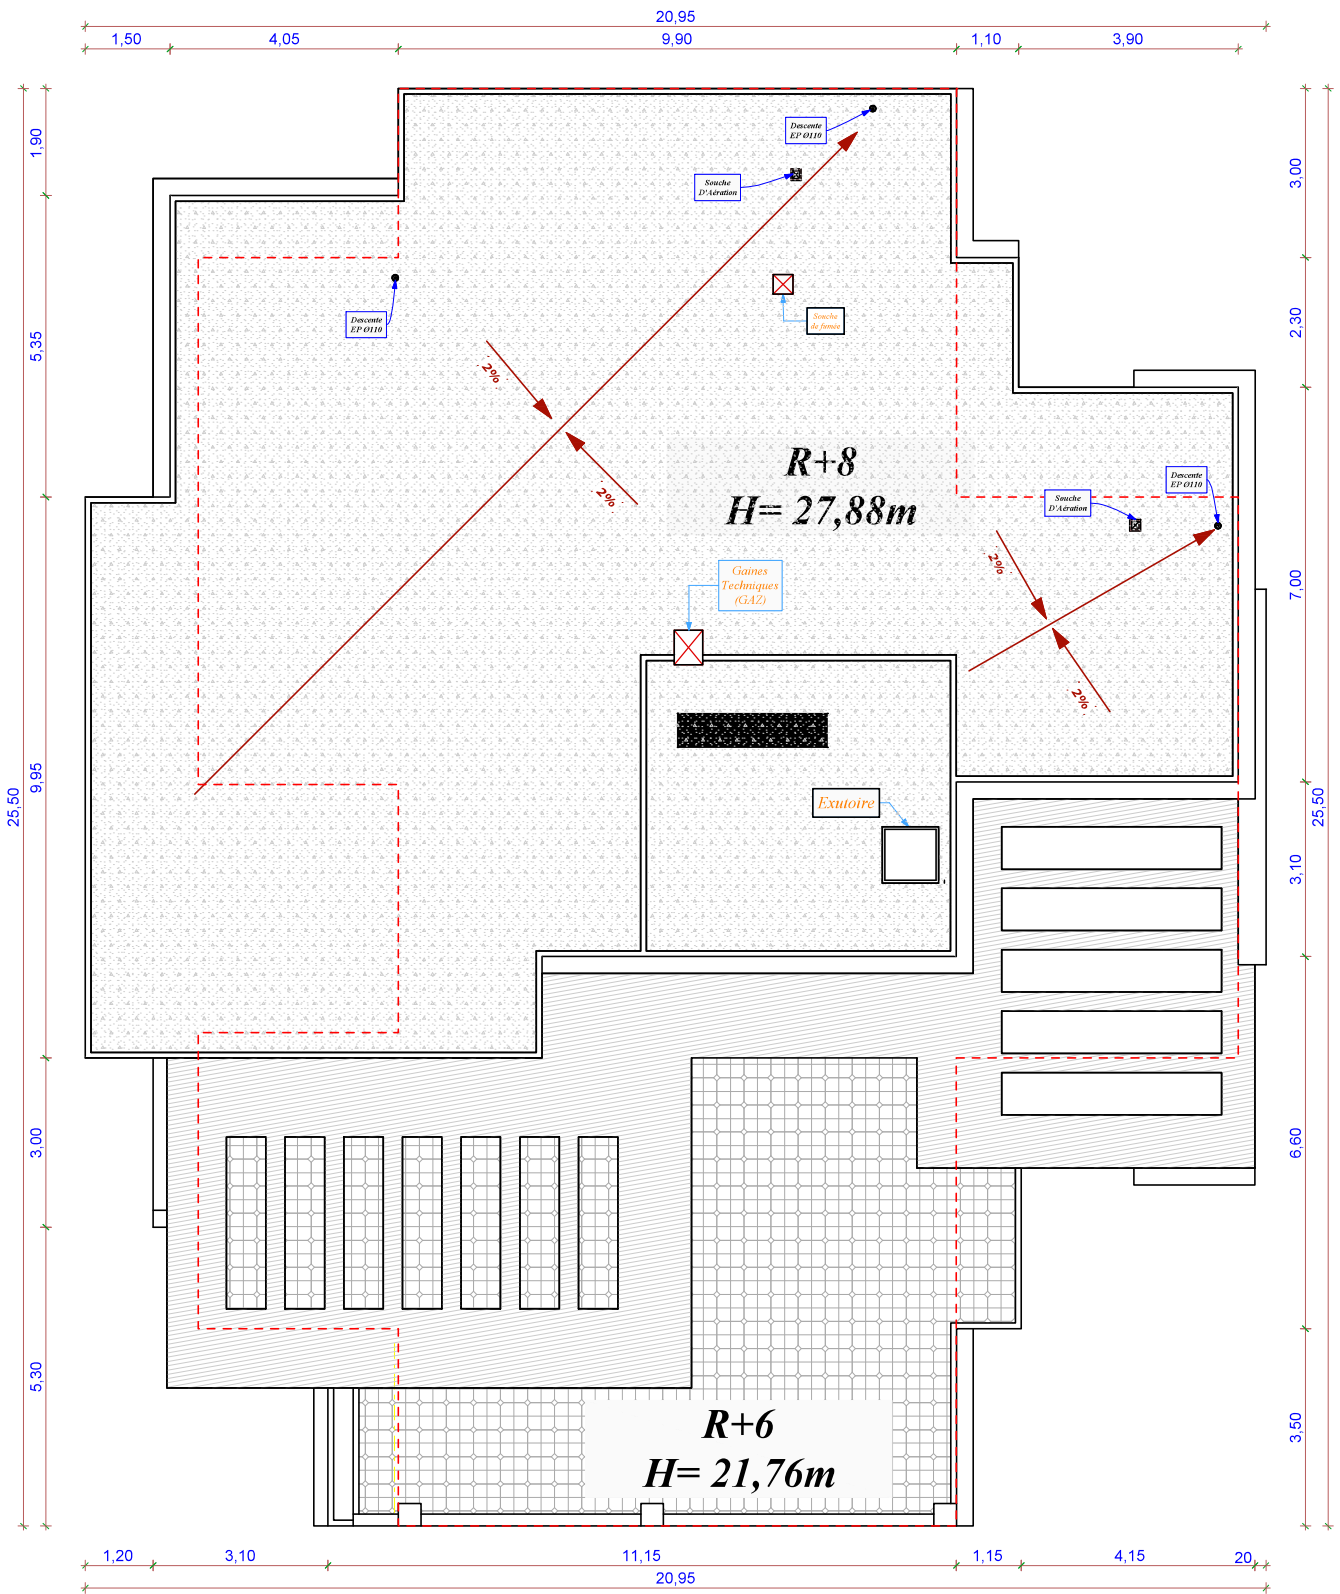 20,95
1,50
4,05
9,90
1,10
3,90
1,90
5,35
9,95
25,50
3,00
5,30
3,00
2,30
7,00
25,50
3,10
6,60
3,50
Descente
EP Ø110
Souche
D'Aération
Souche
de fumée
Descente
EP Ø110
2%
2%
R+8
H= 27,88m
Descente
EP Ø110
Souche
D'Aération
2%
2%
Gaines
Techniques
(GAZ)
Exutoire
R+6
H= 21,76m
1,20
3,10
11,15
1,15
4,15
20
20,95